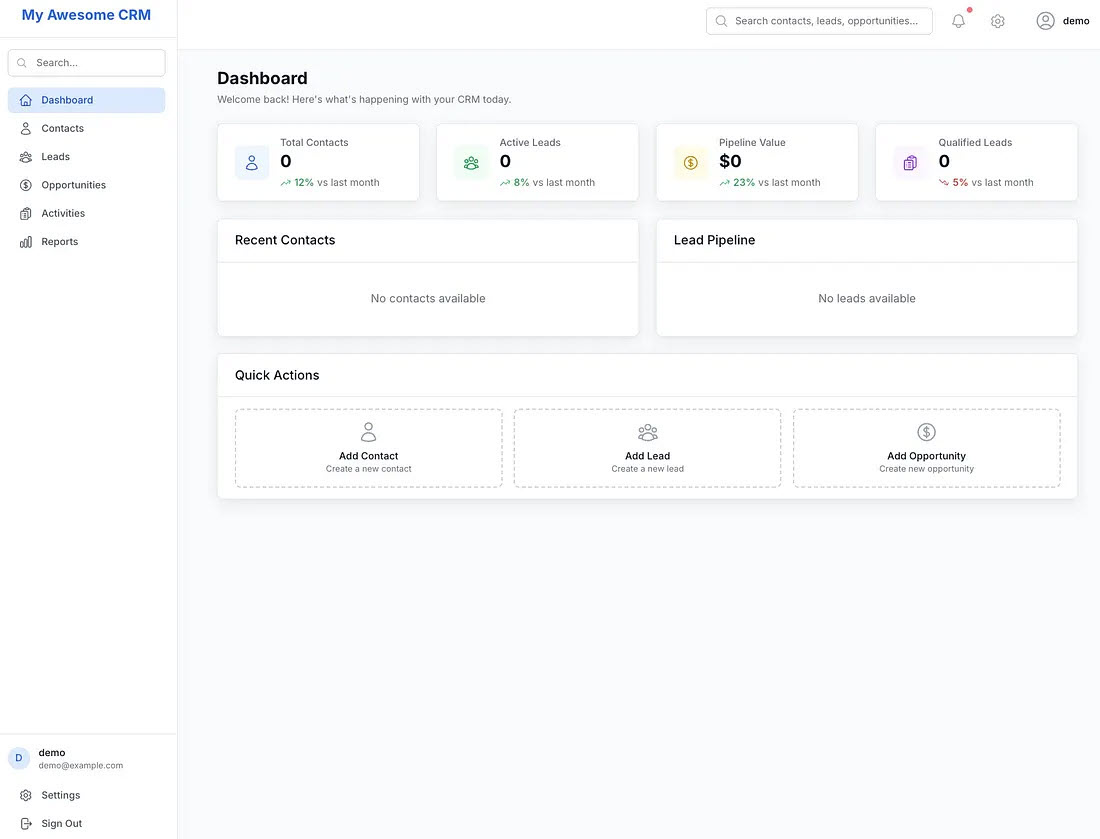 My Awesome CRM
Search...
Dashboard
Contacts
Leads
Opportunities
Activities
Reports
D
demo
demo@example.com
Settings
Sign Out
Search contacts, leads, opportunities...
demo
Dashboard
Welcome back! Here's what's happening with your CRM today.
Total Contacts
0
12% vs last month
Active Leads
0
8% vs last month
Pipeline Value
$0
23% vs last month
Qualified Leads
0
5% vs last month
Recent Contacts
No contacts available
Lead Pipeline
No leads available
Quick Actions
Add Contact
Create a new contact
Add Lead
Create a new lead
Add Opportunity
Create new opportunity